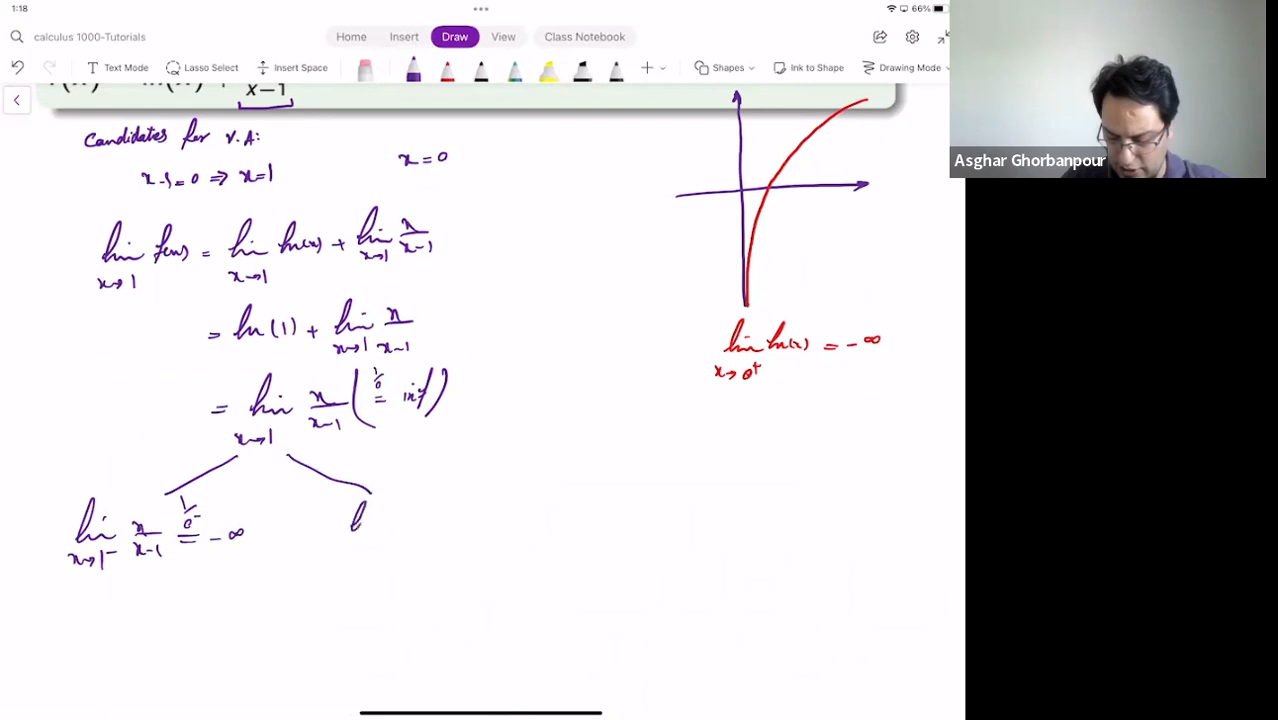 1:18
66%
calculus 1000-Tutorials
Home Insert Draw View Class Notebook
Text Mode Lasso Select Insert Space Shapes Ink to Shape Drawing Mode
x−1
Candidates for V.A:
x-1=0 ⇒ x=1
x=0
lim x→1 f(x) = lim x→1 ln(x) + lim x→1 x/x-1
= ln(1) + lim x→1 x/x-1
= lim x→1 x/x-1 ( 1/0 = inf )
lim x→1⁻ x/x-1 1/0⁻ = -∞
lim x→0⁺ ln(x) = -∞
Asghar Ghorbanpour